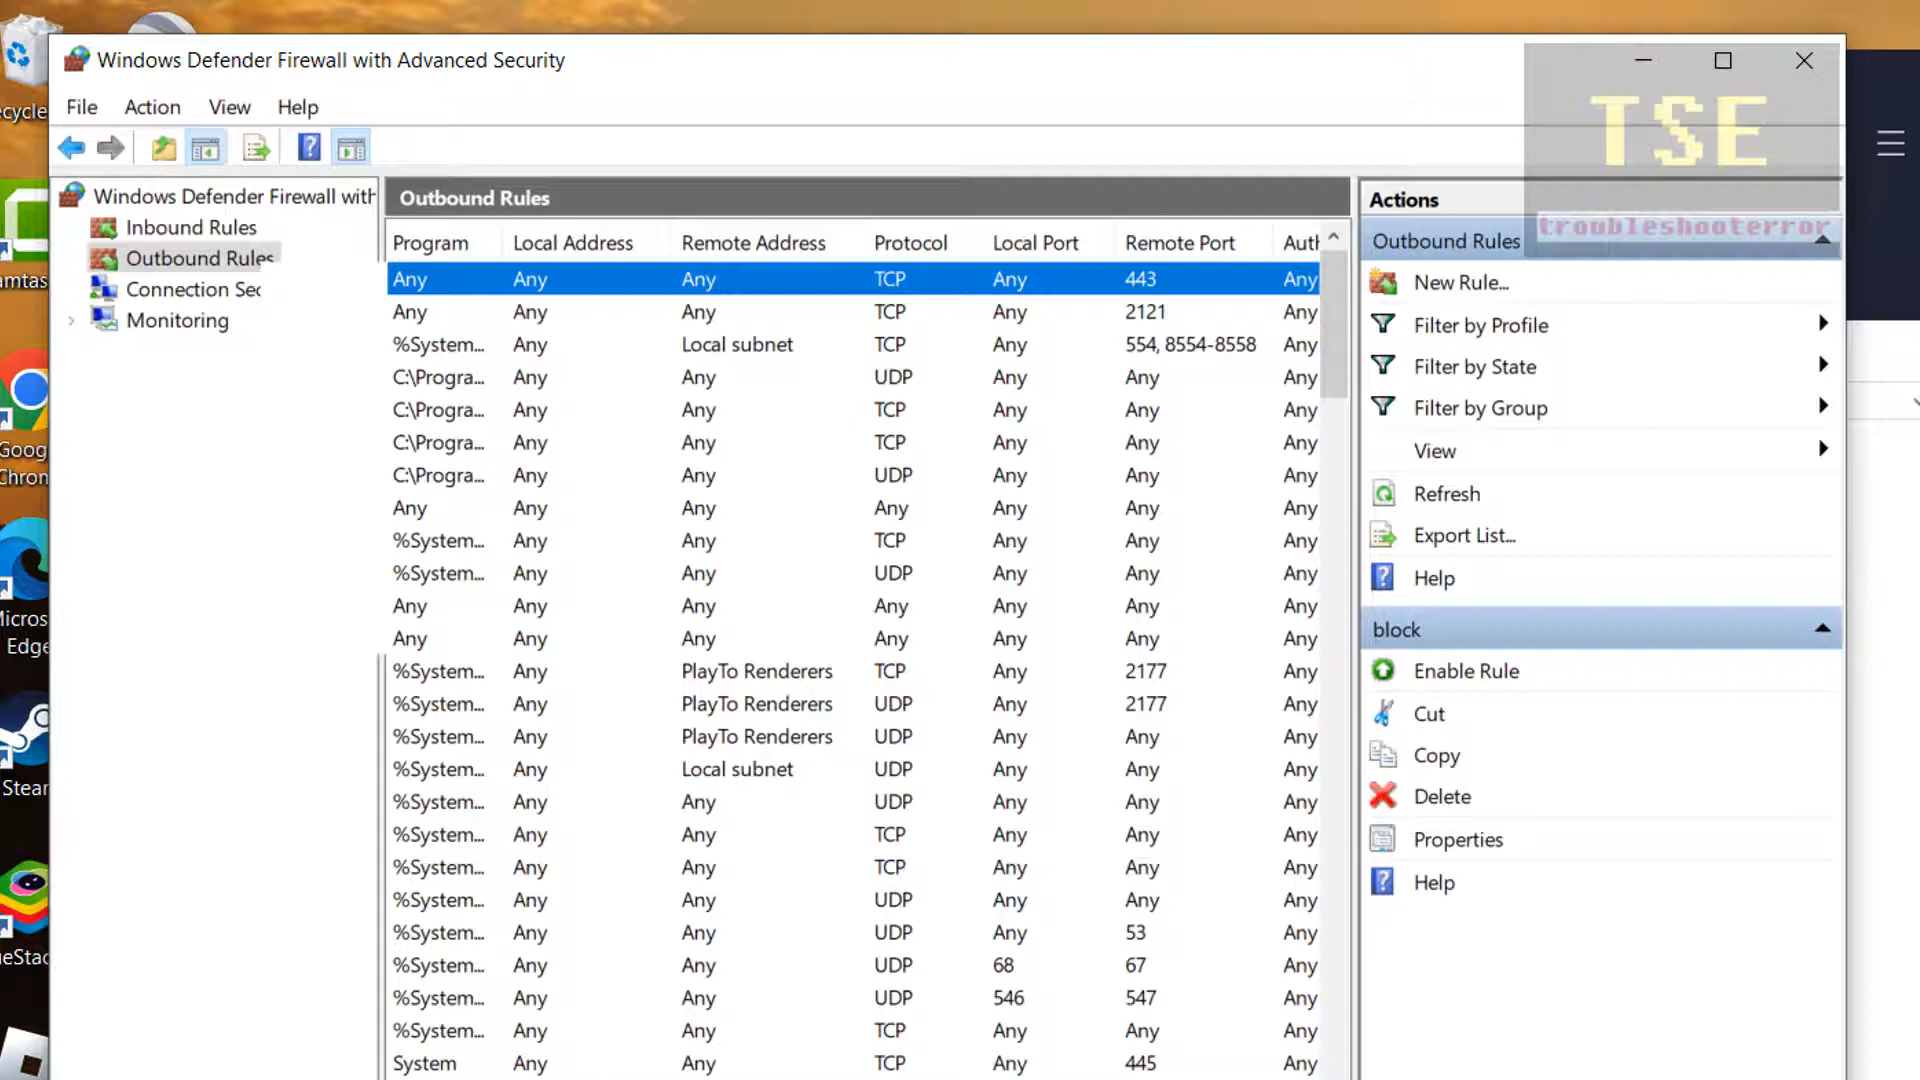 Windows Defender Firewall with Advanced Security
File Action View Help
TSE
troubleshooterror
Windows Defender Firewall with
Inbound Rules
Outbound Rules
Connection Sec
Monitoring
Outbound Rules
Program Local Address Remote Address Protocol Local Port Remote Port Auth
Any Any Any TCP Any 443 Any
Any Any Any TCP Any 2121 Any
%System... Any Local subnet TCP Any 554, 8554-8558 Any
C:\Progra... Any Any UDP Any Any Any
C:\Progra... Any Any TCP Any Any Any
C:\Progra... Any Any TCP Any Any Any
C:\Progra... Any Any UDP Any Any Any
Any Any Any Any Any Any Any
%System... Any Any TCP Any Any Any
%System... Any Any UDP Any Any Any
Any Any Any Any Any Any Any
Any Any Any Any Any Any Any
%System... Any PlayTo Renderers TCP Any 2177 Any
%System... Any PlayTo Renderers UDP Any 2177 Any
%System... Any PlayTo Renderers UDP Any Any Any
%System... Any Local subnet UDP Any Any Any
%System... Any Any UDP Any Any Any
%System... Any Any TCP Any Any Any
%System... Any Any TCP Any Any Any
%System... Any Any UDP Any Any Any
%System... Any Any UDP Any 53 Any
%System... Any Any UDP 68 67 Any
%System... Any Any UDP 546 547 Any
%System... Any Any TCP Any Any Any
System Any Any TCP Any 445 Any
Actions
Outbound Rules
New Rule...
Filter by Profile
Filter by State
Filter by Group
View
Refresh
Export List...
Help
block
Enable Rule
Cut
Copy
Delete
Properties
Help
ecycle
amtas
Goog
Chron
Micros
Edge
Stear
ueStac